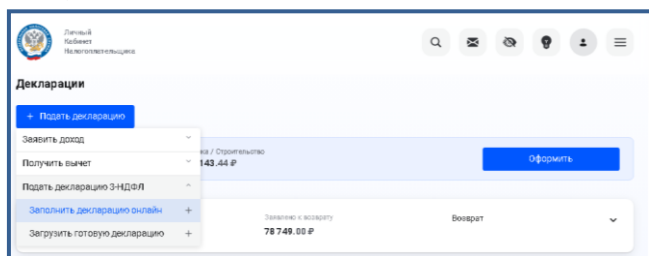 Личный
Кабинет
Налогоплательщика
Декларации
+ Подать декларацию
Заявить доход
Получить вычет
Подать декларацию 3-НДФЛ
Заполнить декларацию онлайн +
Загрузить готовую декларацию +
/ Строительство
143.44 ₽
Оформить
Заявлено к возврату
78 749.00 ₽
Возврат